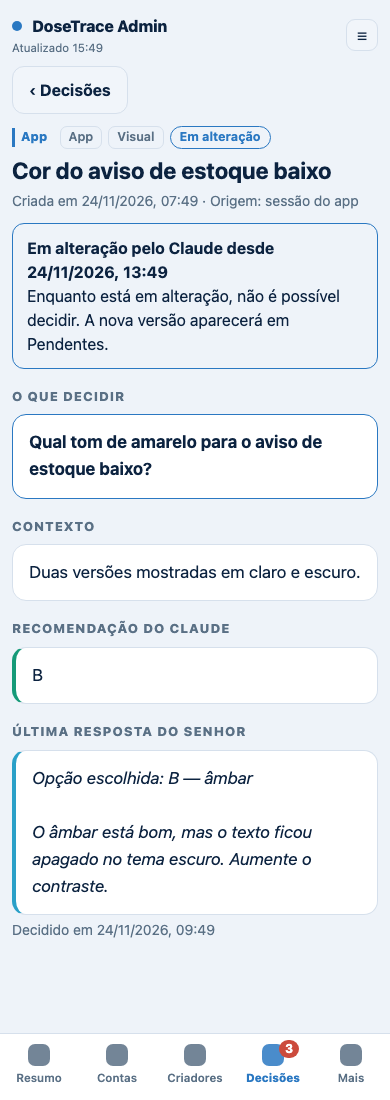 DoseTrace Admin
Atualizado 15:49
≡
‹ Decisões
App App Visual Em alteração
Cor do aviso de estoque baixo
Criada em 24/11/2026, 07:49 · Origem: sessão do app
Em alteração pelo Claude desde
24/11/2026, 13:49
Enquanto está em alteração, não é possível
decidir. A nova versão aparecerá em
Pendentes.
O QUE DECIDIR
Qual tom de amarelo para o aviso de
estoque baixo?
CONTEXTO
Duas versões mostradas em claro e escuro.
RECOMENDAÇÃO DO CLAUDE
B
ÚLTIMA RESPOSTA DO SENHOR
Opção escolhida: B — âmbar
O âmbar está bom, mas o texto ficou
apagado no tema escuro. Aumente o
contraste.
Decidido em 24/11/2026, 09:49
3
Resumo Contas Criadores Decisões Mais